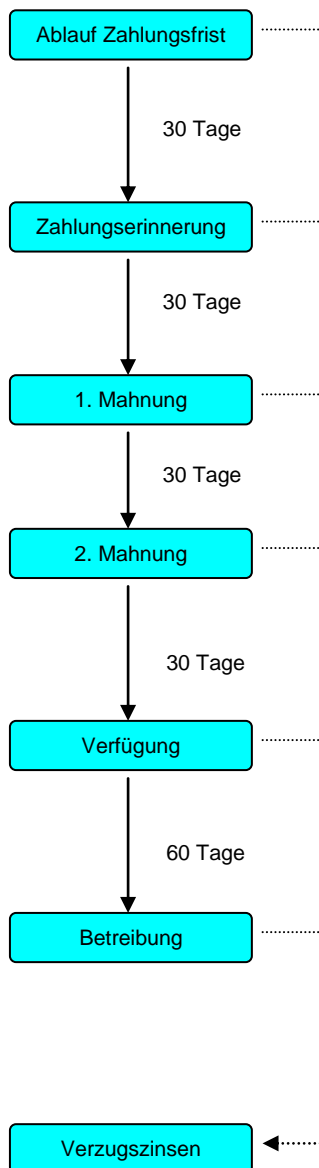 Ablauf Zahlungsfrist
30 Tage
Zahlungserinnerung
30 Tage
1. Mahnung
30 Tage
2. Mahnung
30 Tage
Verfügung
60 Tage
Betreibung
Verzugszinsen